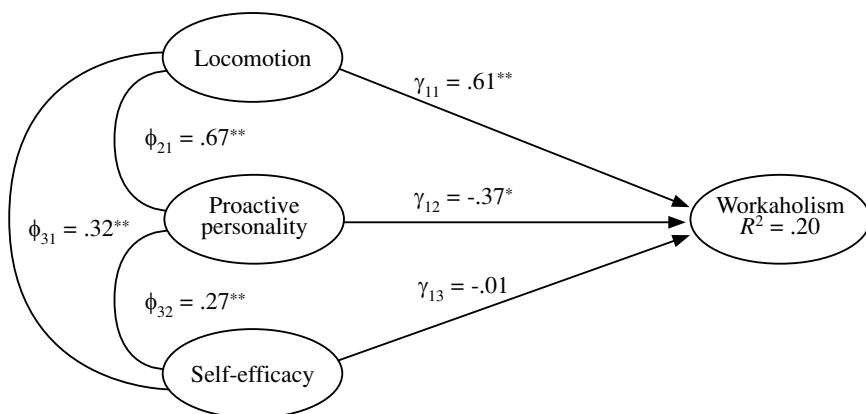 Locomotion
γ11 = .61**
ϕ21 = .67**
Proactive
personality
γ12 = -.37*
Workaholism
R² = .20
ϕ31 = .32**
γ13 = -.01
ϕ32 = .27**
Self-efficacy